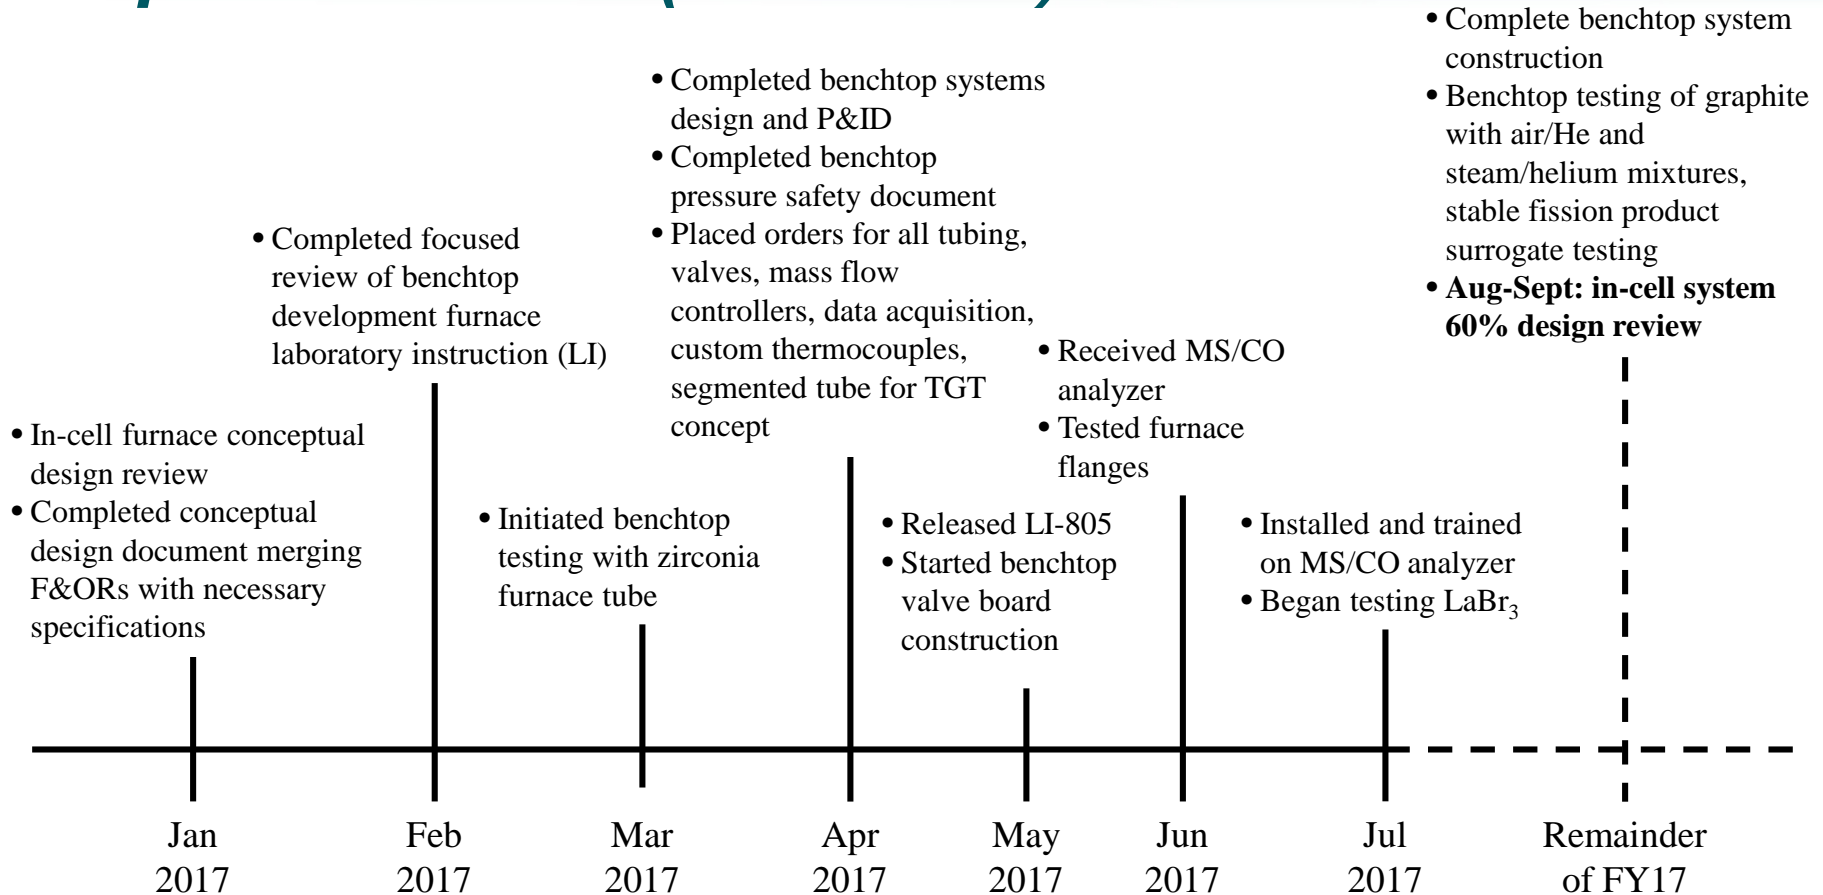 • In-cell furnace conceptual
design review
• Completed conceptual
design document merging
F&ORs with necessary
specifications
• Completed focused
review of benchtop
development furnace
laboratory instruction (LI)
• Initiated benchtop
testing with zirconia
furnace tube
• Completed benchtop systems
design and P&ID
• Completed benchtop
pressure safety document
• Placed orders for all tubing,
valves, mass flow
controllers, data acquisition,
custom thermocouples,
segmented tube for TGT
concept
• Released LI-805
• Started benchtop
valve board
construction
• Received MS/CO
analyzer
• Tested furnace
flanges
• Installed and trained
on MS/CO analyzer
• Began testing LaBr₃
• Complete benchtop system
construction
• Benchtop testing of graphite
with air/He and
steam/helium mixtures,
stable fission product
surrogate testing
• Aug-Sept: in-cell system
60% design review
Jan
2017
Feb
2017
Mar
2017
Apr
2017
May
2017
Jun
2017
Jul
2017
Remainder
of FY17